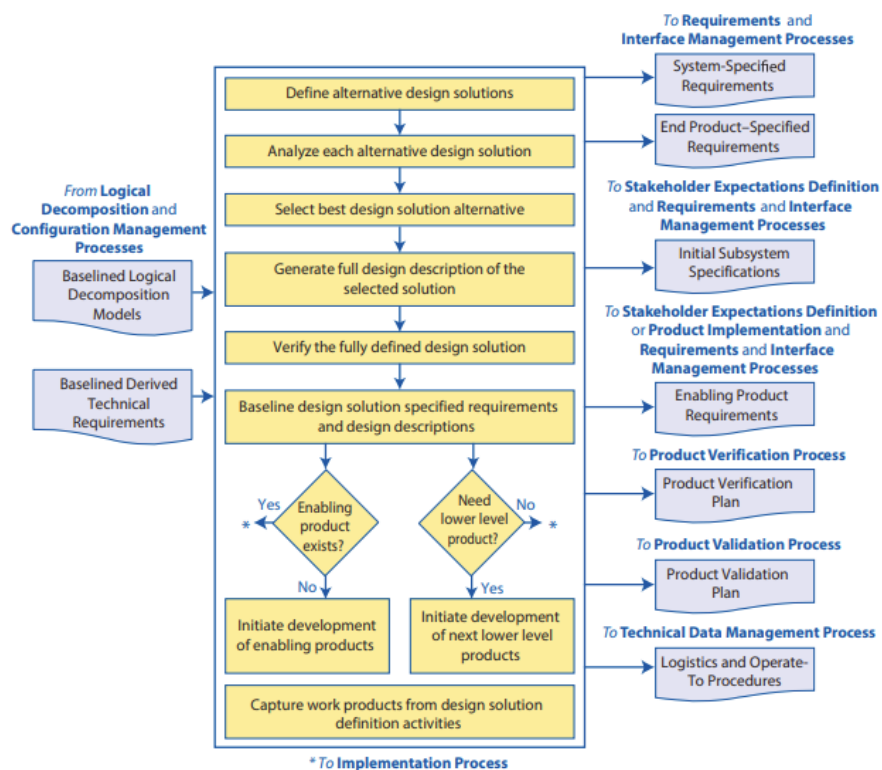 From Logical
Decomposition and
Configuration Management
Processes
Baselined Logical
Decomposition
Models
Baselined Derived
Technical
Requirements
Define alternative design solutions
Analyze each alternative design solution
Select best design solution alternative
Generate full design description of the
selected solution
Verify the fully defined design solution
Baseline design solution specified requirements
and design descriptions
Enabling
product
exists?
Yes
*
No
Need
lower level
product?
No
*
Yes
Initiate development
of enabling products
Initiate development
of next lower level
products
Capture work products from design solution
definition activities
* To Implementation Process
To Requirements and
Interface Management Processes
System-Specified
Requirements
End Product–Specified
Requirements
To Stakeholder Expectations Definition
and Requirements and Interface
Management Processes
Initial Subsystem
Specifications
To Stakeholder Expectations Definition
or Product Implementation and
Requirements and Interface
Management Processes
Enabling Product
Requirements
To Product Verification Process
Product Verification
Plan
To Product Validation Process
Product Validation
Plan
To Technical Data Management Process
Logistics and Operate-
To Procedures